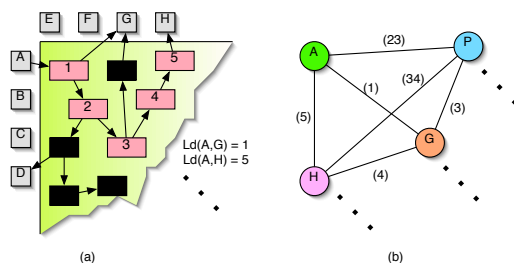 E F G H
A
B
C
D
1
2
3
4
5
Ld(A,G) = 1
Ld(A,H) = 5
(a)
A
P
G
H
(23)
(1)
(34)
(5)
(3)
(4)
(b)